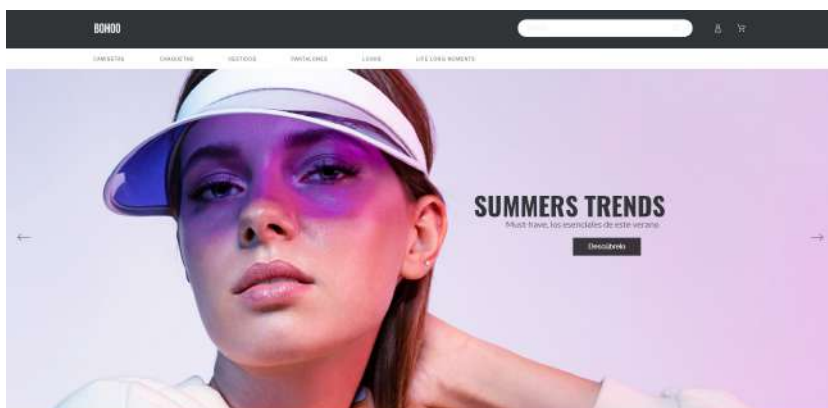 BOHOO
CAMISETAS CHAQUETAS VESTIDOS PANTALONES LOOKS LIFE LONG MOMENTS
SUMMERS TRENDS
Must-have, los esenciales de este verano.
Descúbrelo